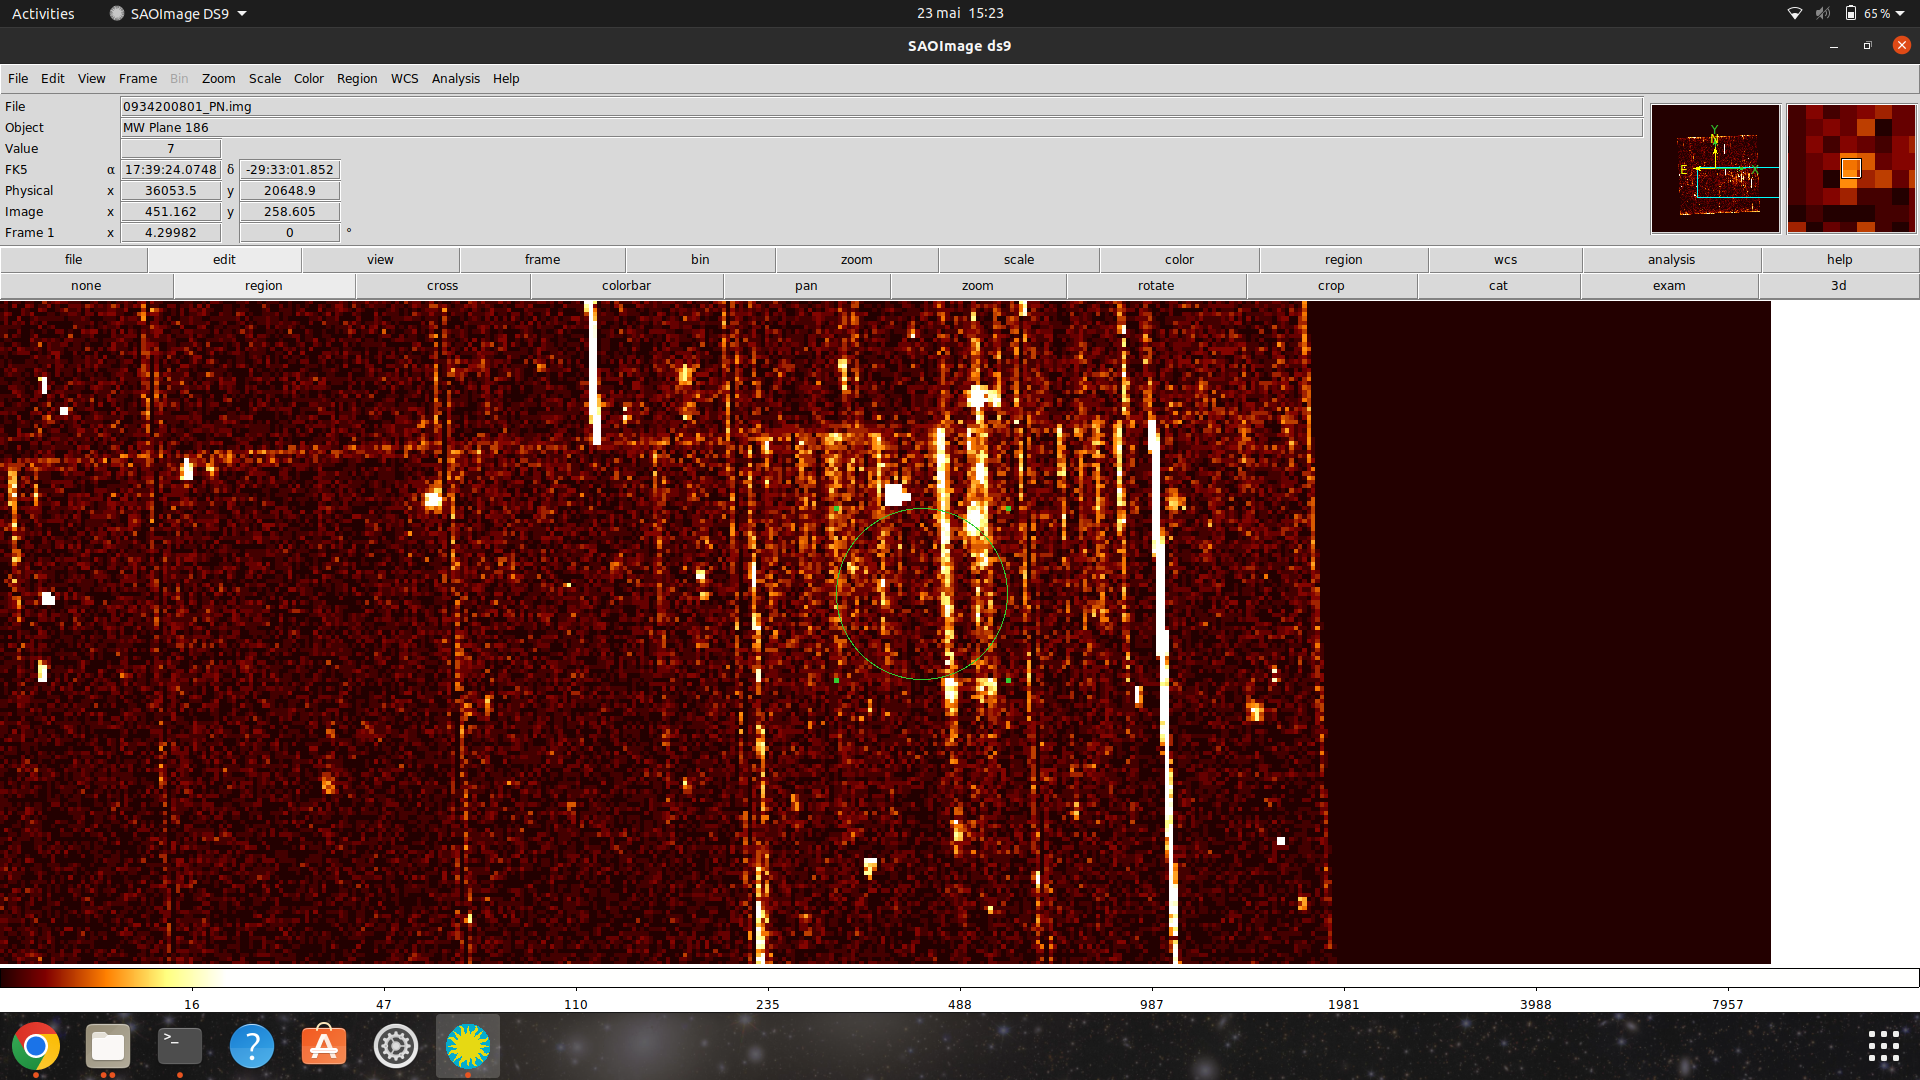 Activities SAOImage DS9 23 mai 15:23 65 %
SAOImage ds9
File Edit View Frame Bin Zoom Scale Color Region WCS Analysis Help
File 0934200801_PN.img
Object MW Plane 186
Value 7
FK5 α 17:39:24.0748 δ -29:33:01.852
Physical x 36053.5 y 20648.9
Image x 451.162 y 258.605
Frame 1 x 4.29982 0 °
Y
N
E X
file edit view frame bin zoom scale color region wcs analysis help
none region cross colorbar pan zoom rotate crop cat exam 3d
16 47 110 235 488 987 1981 3988 7957
>_ ?